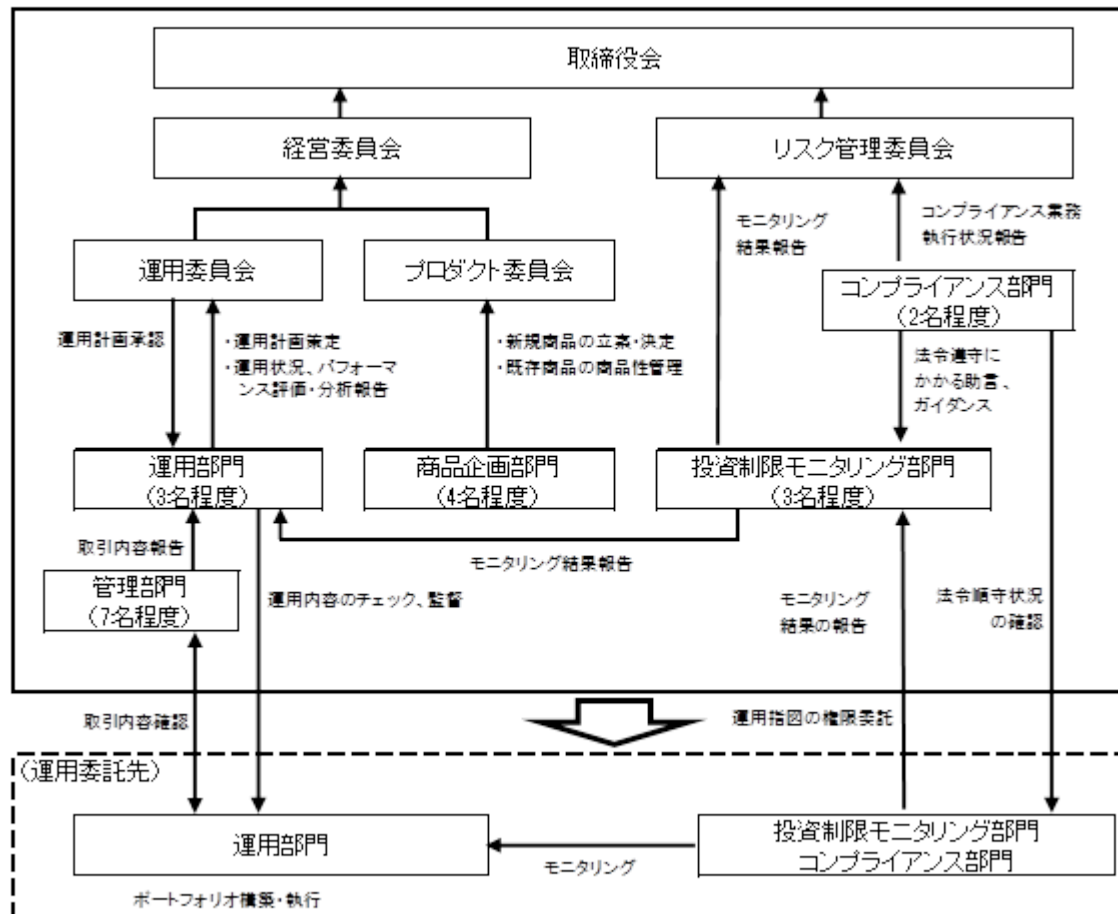 取締役会
経営委員会
リスク管理委員会
モニタリング
結果報告
コンプライアンス業務
執行状況報告
運用委員会
プロダクト委員会
コンプライアンス部門
(2名程度)
運用計画承認
・運用計画策定
・運用状況、パフォーマ
ンス評価・分析報告
・新規商品の立案・決定
・既存商品の商品性管理
法令遵守に
かかる助言、
ガイダンス
運用部門
(3名程度)
商品企画部門
(4名程度)
投資制限モニタリング部門
(3名程度)
取引内容報告
モニタリング結果報告
管理部門
(7名程度)
運用内容のチェック、監督
モニタリング
結果の報告
法令順守状況
の確認
取引内容確認
運用指図の権限委託
(運用委託先)
運用部門
モニタリング
投資制限モニタリング部門
コンプライアンス部門
ポートフォリオ構築・執行